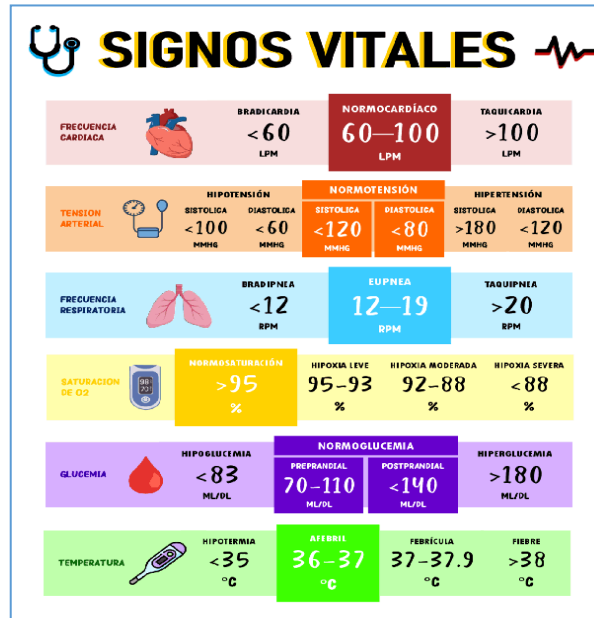 SIGNOS VITALES
FRECUENCIA
CARDIACA
BRADICARDIA
<60
LPM
NORMOCARDÍACO
60—100
LPM
TAQUICARDIA
>100
LPM
TENSION
ARTERIAL
HIPOTENSIÓN
SISTOLICA
<100
MMHG
DIASTOLICA
<60
MMHG
NORMOTENSIÓN
SISTOLICA
<120
MMHG
DIASTOLICA
<80
MMHG
HIPERTENSIÓN
SISTOLICA
>180
MMHG
DIASTOLICA
<120
MMHG
FRECUENCIA
RESPIRATORIA
BRADIPNEA
<12
RPM
EUPNEA
12—19
RPM
TAQUIPNEA
>20
RPM
SATURACION
DE O2
NORMOSATURACIÓN
>95
%
HIPOXIA LEVE
95-93
%
HIPOXIA MODERADA
92-88
%
HIPOXIA SEVERA
<88
%
GLUCEMIA
HIPOGLUCEMIA
<83
ML/DL
NORMOGLUCEMIA
PREPRANDIAL
70-110
ML/DL
POSTPRANDIAL
<140
ML/DL
HIPERGLUCEMIA
>180
ML/DL
TEMPERATURA
HIPOTERMIA
<35
°C
AFEBRIL
36-37
°C
FEBRÍCULA
37-37.9
°C
FIEBRE
>38
°C